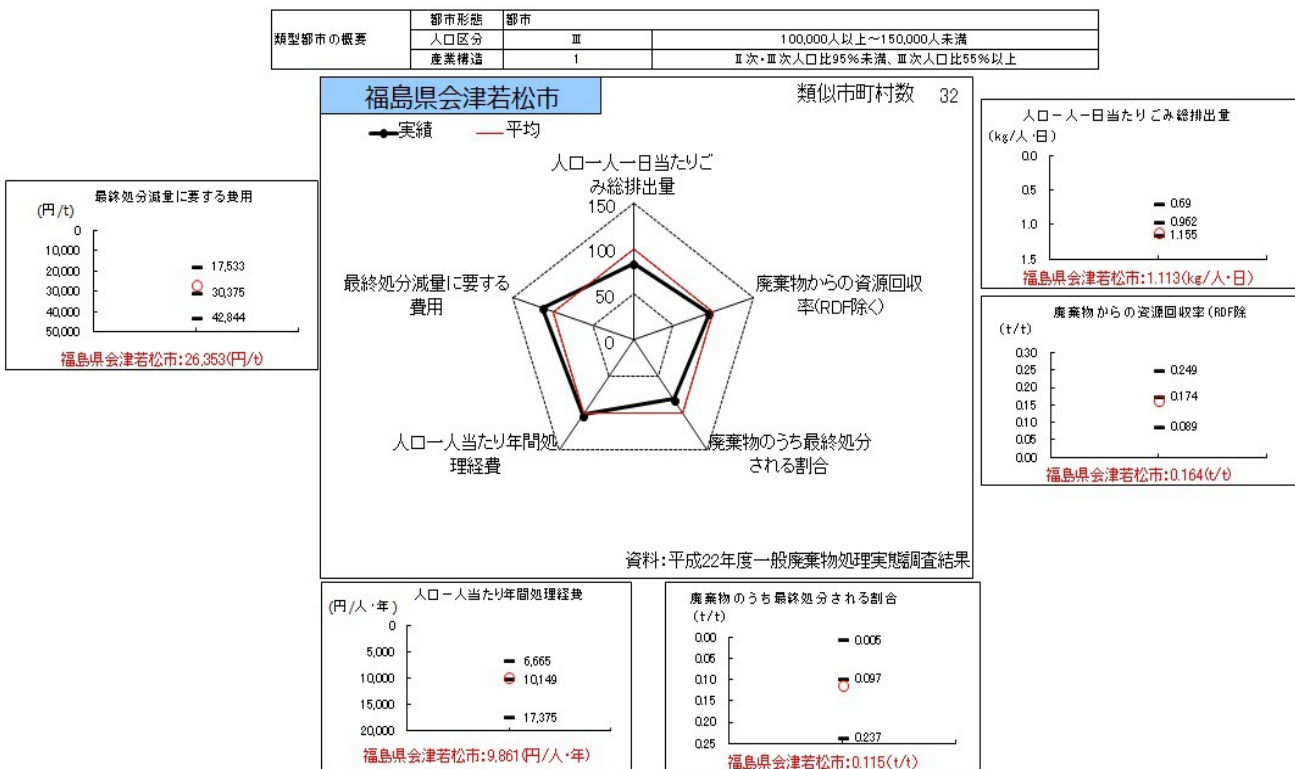 類型都市の概要
都市形態 都市
人口区分 Ⅲ 100,000人以上～150,000人未満
産業構造 1 Ⅱ次・Ⅲ次人口比95%未満、Ⅲ次人口比55%以上
福島県会津若松市
類似市町村数 32
実績 平均
人口一人一日当たりご
み総排出量
150
100
50
0
廃棄物からの資源回収
率(RDF除く)
廃棄物のうち最終処分
される割合
人口一人当たり年間処
理経費
最終処分減量に要する
費用
資料:平成22年度一般廃棄物処理実態調査結果
最終処分減量に要する費用
(円/t)
0
10,000
20,000
30,000
40,000
50,000
17,533
30,375
42,844
福島県会津若松市:26,353(円/t)
人口一人一日当たりごみ総排出量
(kg/人・日)
0.0
0.5
1.0
1.5
0.69
0.962
1.155
福島県会津若松市:1.113(kg/人・日)
廃棄物からの資源回収率(RDF除
(t/t)
0.30
0.25
0.20
0.15
0.10
0.05
0.00
0.249
0.174
0.089
福島県会津若松市:0.164(t/t)
人口一人当たり年間処理経費
(円/人・年)
0
5,000
10,000
15,000
20,000
6,665
10,149
17,375
福島県会津若松市:9,861(円/人・年)
廃棄物のうち最終処分される割合
(t/t)
0.00
0.05
0.10
0.15
0.20
0.25
0.005
0.097
0.237
福島県会津若松市:0.115(t/t)